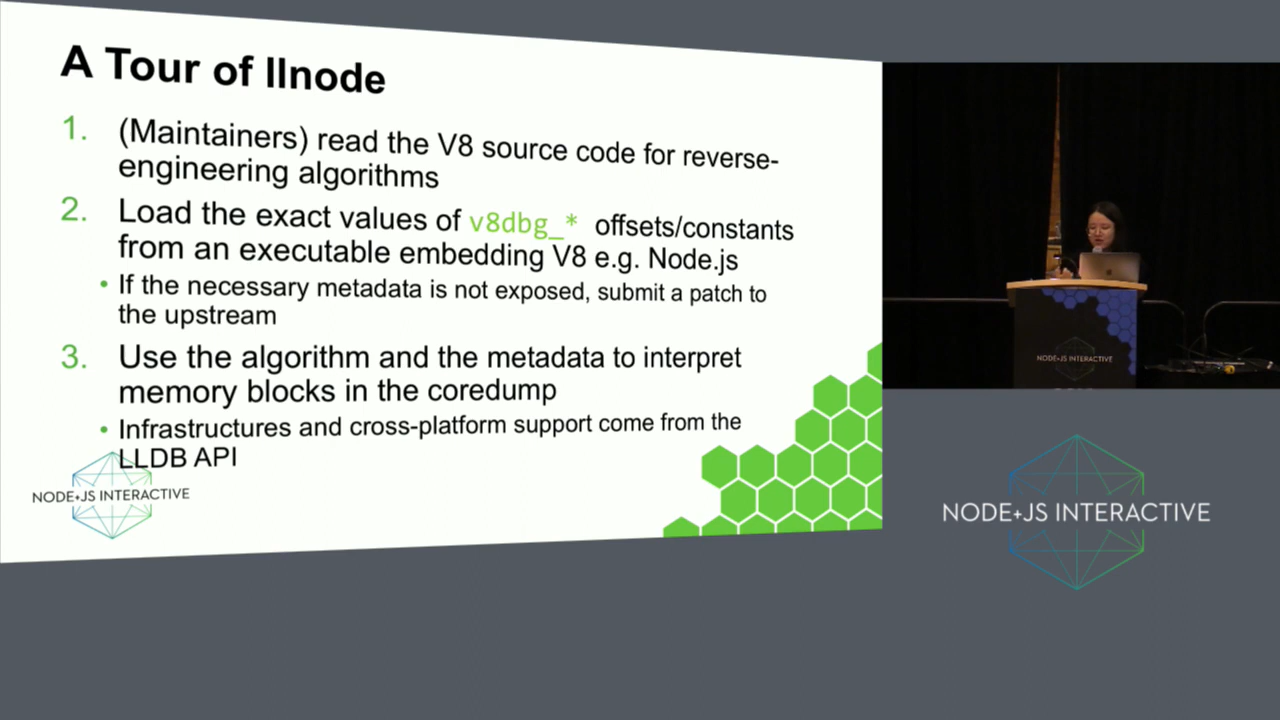 A Tour of llnode
1. (Maintainers) read the V8 source code for reverse-
engineering algorithms
2. Load the exact values of v8dbg_* offsets/constants
from an executable embedding V8 e.g. Node.js
• If the necessary metadata is not exposed, submit a patch to
the upstream
3. Use the algorithm and the metadata to interpret
memory blocks in the coredump
• Infrastructures and cross-platform support come from the
LLDB API
NODE+JS INTERACTIVE
NODE+JS INTERACTIVE
NODE+JS INTERACTIVE